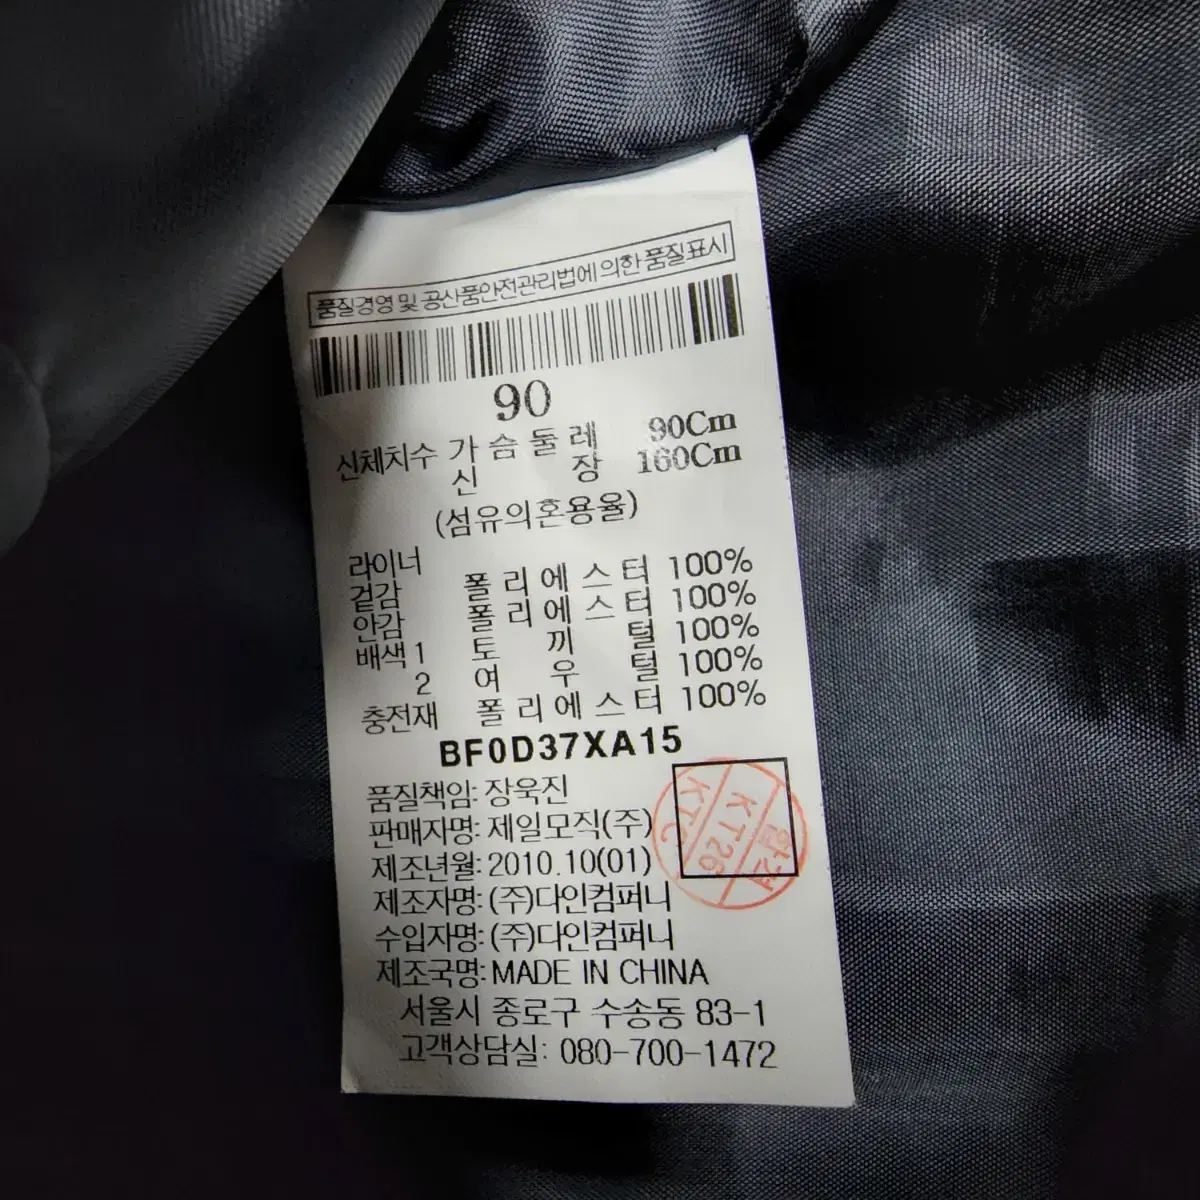 품질경영 및 공산품안전관리법에 의한 품질표시
90
신체치수 가슴둘레 90Cm
신장 160Cm
(섬유의혼용율)
라이너
겉감 폴리에스터 100%
안감 폴리에스터 100%
배색 1 토끼털 100%
2 여우털 100%
충전재 폴리에스터 100%
BF0D37XA15
품질책임: 장욱진
판매자명: 제일모직(주)
제조년월: 2010.10(01)
제조자명: (주)다인컴퍼니
수입자명: (주)다인컴퍼니
제조국명: MADE IN CHINA
서울시 종로구 수송동 83-1
고객상담실: 080-700-1472
KTC
KT26
합격